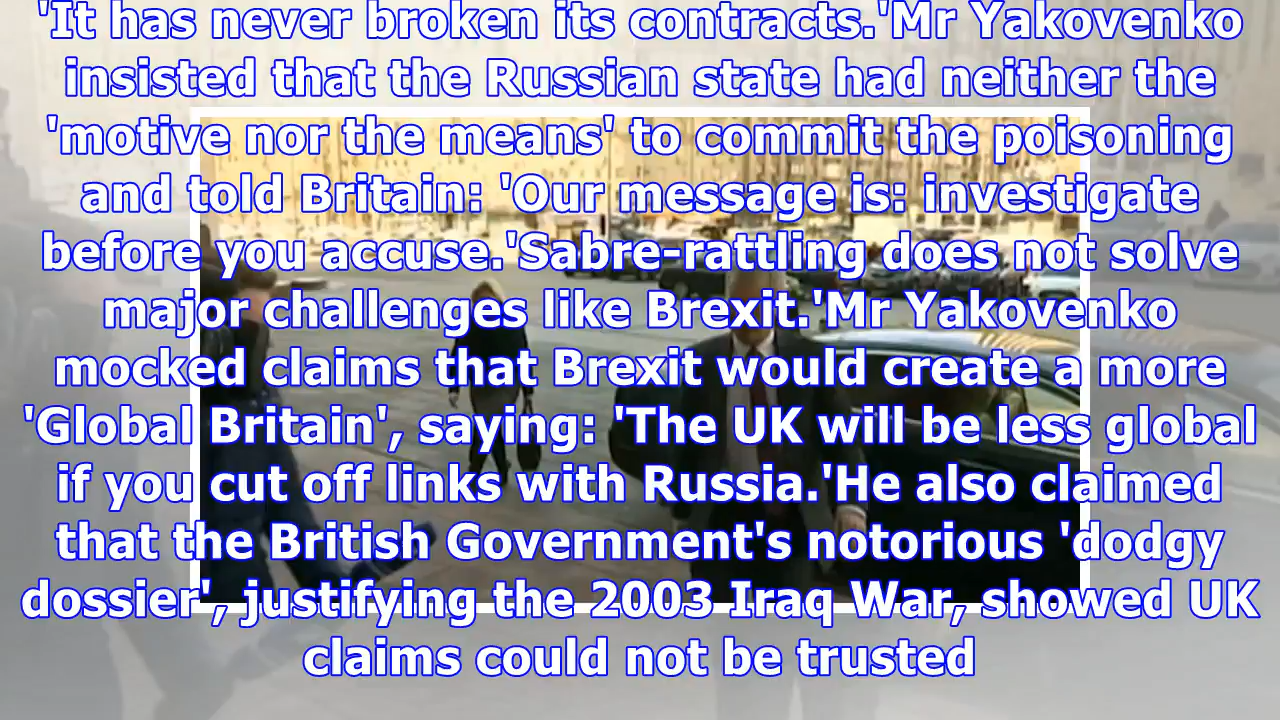 'It has never broken its contracts.'Mr Yakovenko
insisted that the Russian state had neither the
'motive nor the means' to commit the poisoning
and told Britain: 'Our message is: investigate
before you accuse.'Sabre-rattling does not solve
major challenges like Brexit.'Mr Yakovenko
mocked claims that Brexit would create a more
'Global Britain', saying: 'The UK will be less global
if you cut off links with Russia.'He also claimed
that the British Government's notorious 'dodgy
dossier', justifying the 2003 Iraq War, showed UK
claims could not be trusted